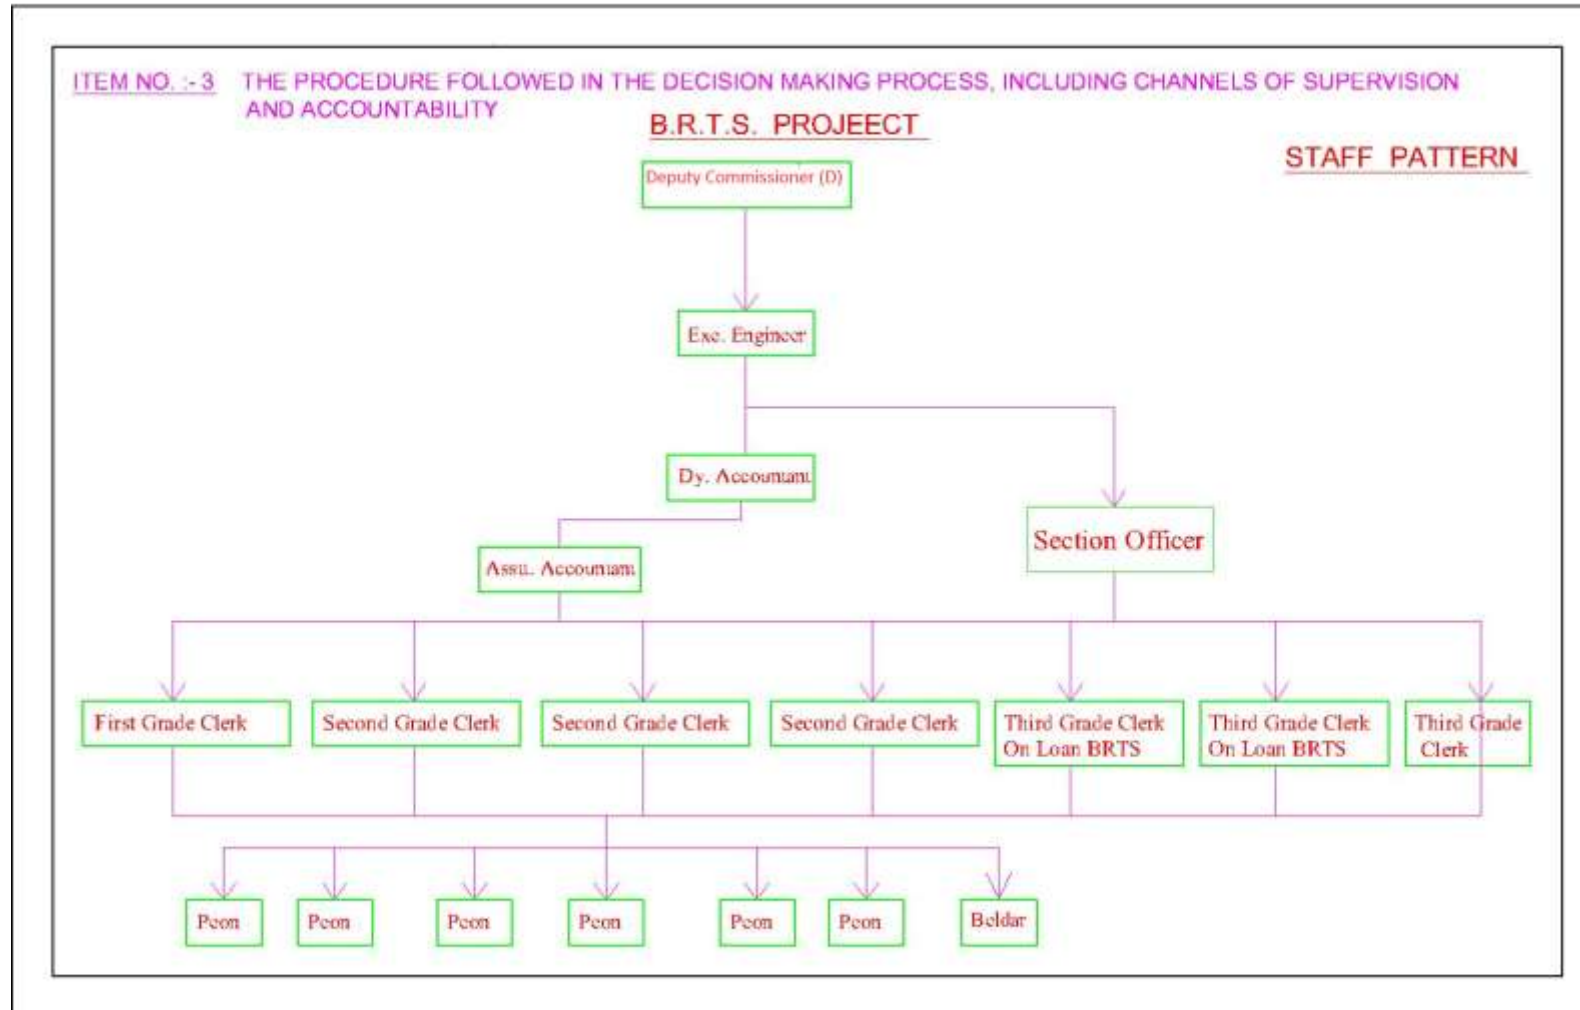 ITEM NO. :- 3 THE PROCEDURE FOLLOWED IN THE DECISION MAKING PROCESS, INCLUDING CHANNELS OF SUPERVISION
AND ACCOUNTABILITY
B.R.T.S. PROJEECT
STAFF PATTERN
Deputy Commissioner (D)
Exe. Engineer
Dy. Accountant
Section Officer
Asst. Accountant
First Grade Clerk
Second Grade Clerk
Second Grade Clerk
Second Grade Clerk
Third Grade Clerk
On Loan BRTS
Third Grade Clerk
On Loan BRTS
Third Grade
Clerk
Peon
Peon
Peon
Peon
Peon
Peon
Beldar